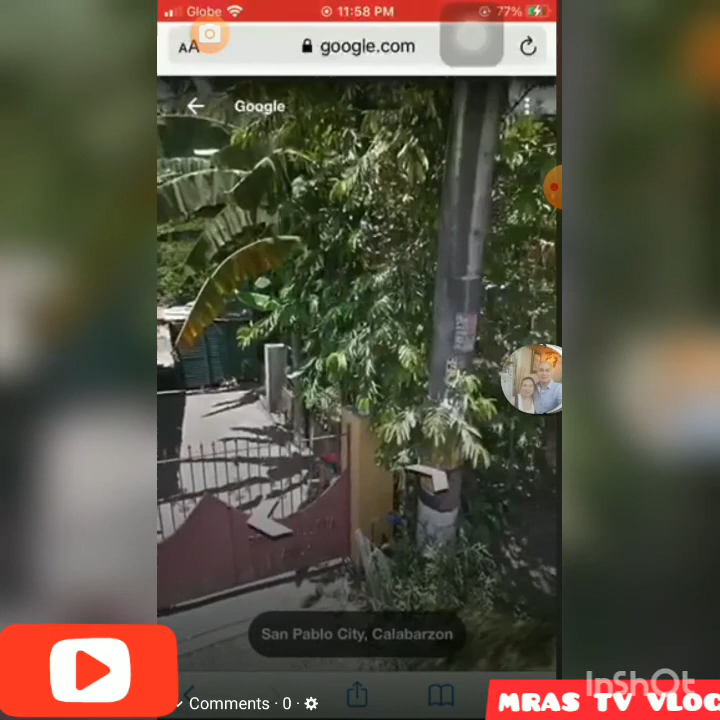 Globe 11:58 PM 77%
AA google.com
Google
San Pablo City, Calabarzon
Comments · 0 ·
InShOt
MRAS TV VLOG